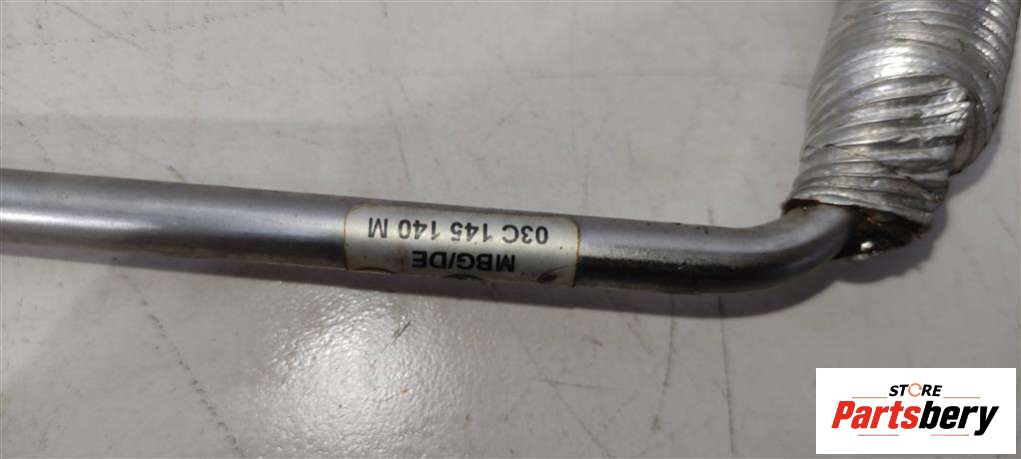 MBG/DE
03C 145 140 M
STORE
Partsbery